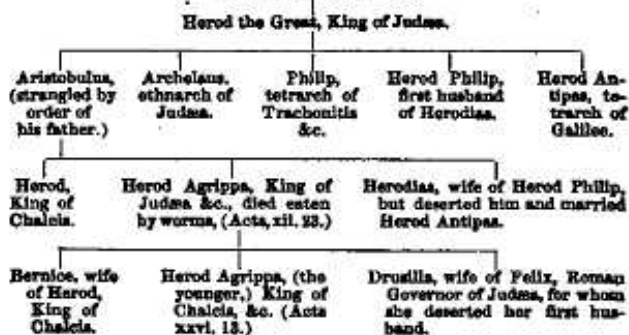 Herod the Great, King of Judæa.
Aristobulus,
(strangled by
order of
his father.)
Archelaus,
ethnarch of
Judæa.
Philip,
tetrarch of
Trachonitis
&c.
Herod Philip,
first husband
of Herodias.
Herod An-
tipas, te-
trarch of
Galilee.
Herod,
King of
Chalcis.
Herod Agrippa, King of
Judæa &c., died eaten
by worms, (Acts, xii. 23.)
Herodias, wife of Herod Philip,
but deserted him and married
Herod Antipas.
Bernice, wife
of Herod,
King of
Chalcis.
Herod Agrippa, (the
younger,) King of
Chalcis, &c. (Acts
xxvi. 13.)
Drusilla, wife of Felix, Roman
Governor of Judæa, for whom
she deserted her first hus-
band.